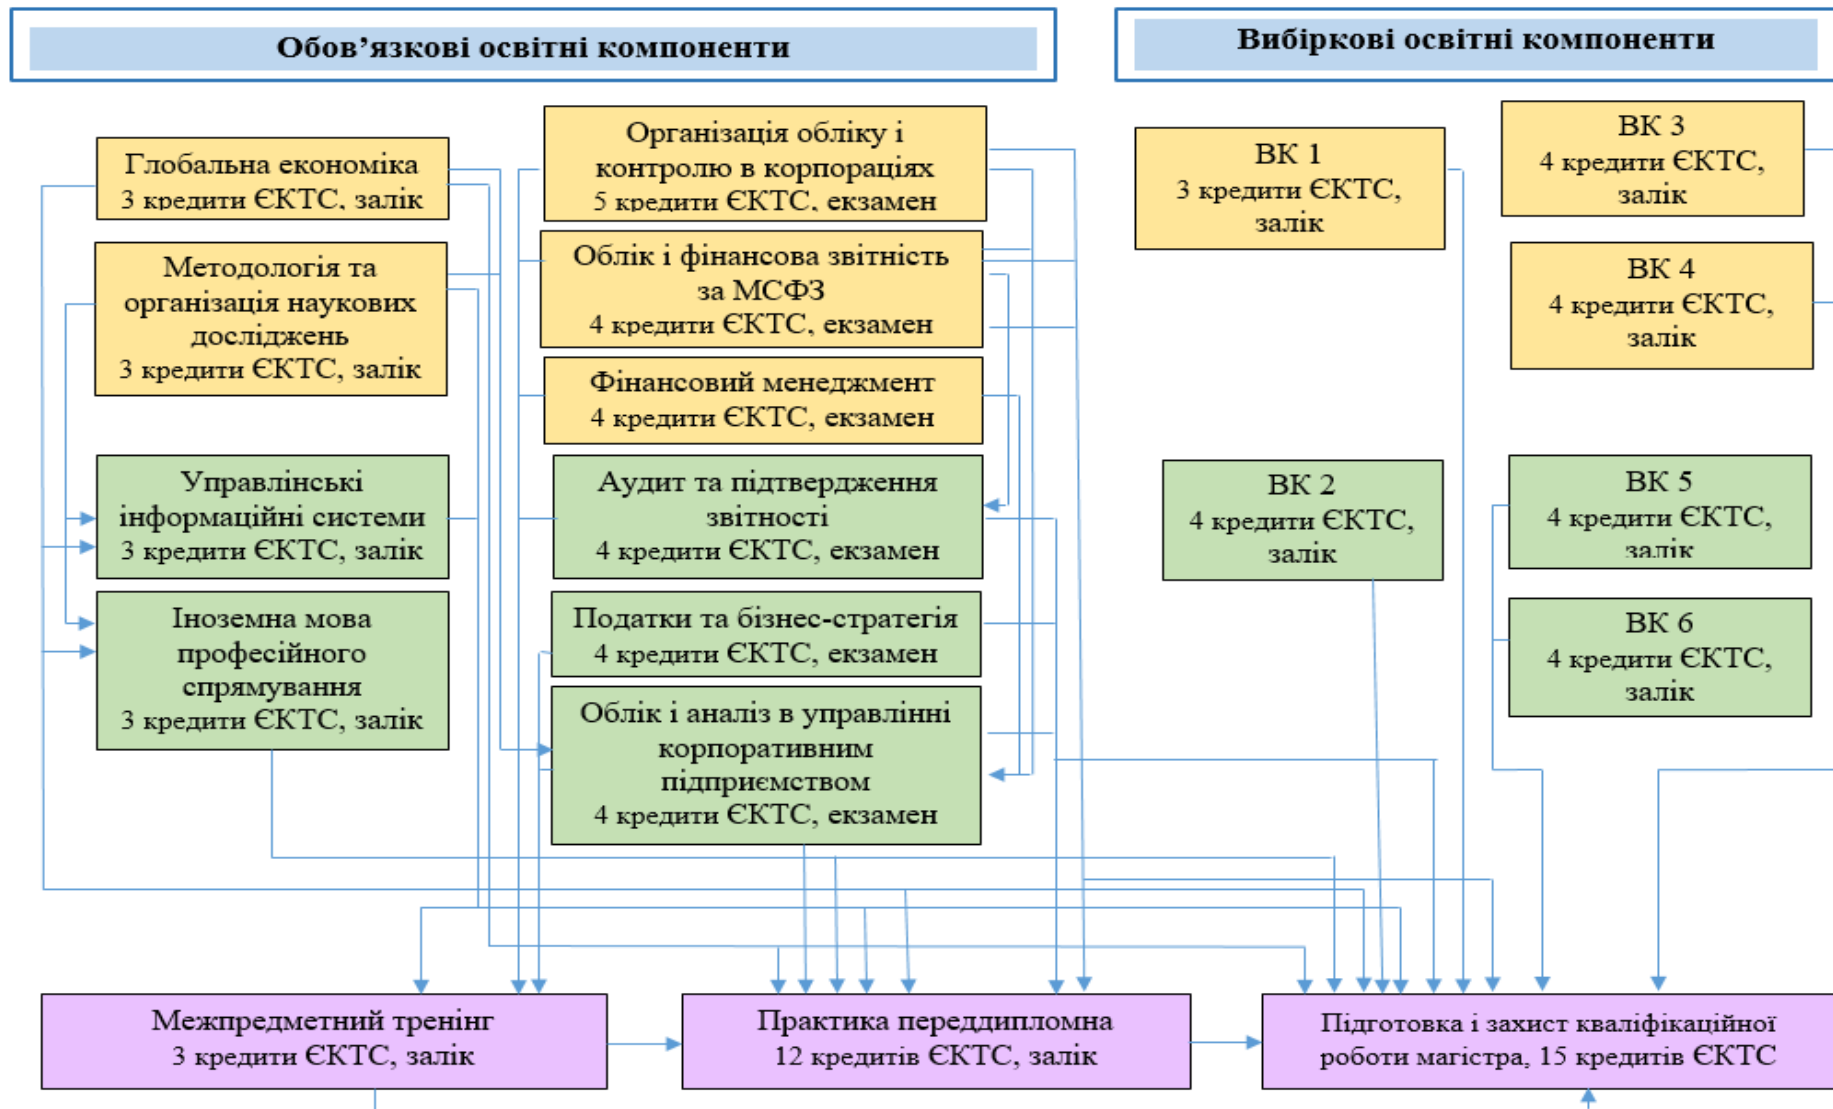 Обов’язкові освітні компоненти
Вибіркові освітні компоненти
Глобальна економіка
3 кредити ЄКТС, залік
Методологія та
організація наукових
досліджень
3 кредити ЄКТС, залік
Управлінські
інформаційні системи
3 кредити ЄКТС, залік
Іноземна мова
професійного
спрямування
3 кредити ЄКТС, залік
Організація обліку і
контролю в корпораціях
5 кредити ЄКТС, екзамен
Облік і фінансова звітність
за МСФЗ
4 кредити ЄКТС, екзамен
Фінансовий менеджмент
4 кредити ЄКТС, екзамен
Аудит та підтвердження
звітності
4 кредити ЄКТС, екзамен
Податки та бізнес-стратегія
4 кредити ЄКТС, екзамен
Облік і аналіз в управлінні
корпоративним
підприємством
4 кредити ЄКТС, екзамен
ВК 1
3 кредити ЄКТС,
залік
ВК 2
4 кредити ЄКТС,
залік
ВК 3
4 кредити ЄКТС,
залік
ВК 4
4 кредити ЄКТС,
залік
ВК 5
4 кредити ЄКТС,
залік
ВК 6
4 кредити ЄКТС,
залік
Межпредметний тренінг
3 кредити ЄКТС, залік
Практика переддипломна
12 кредитів ЄКТС, залік
Підготовка і захист кваліфікаційної
роботи магістра, 15 кредитів ЄКТС